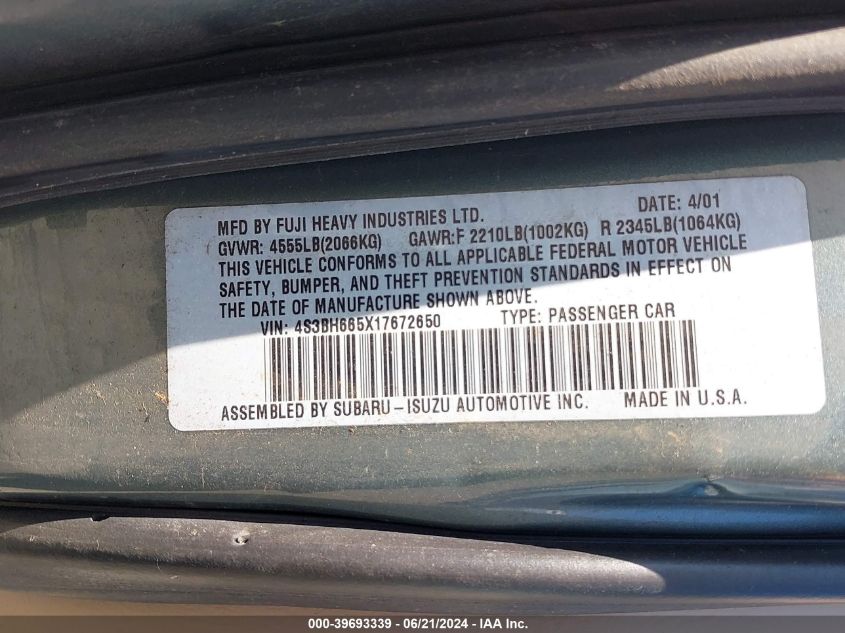 DATE: 4/01
MFD BY FUJI HEAVY INDUSTRIES LTD.
GVWR: 4555LB(2066KG) GAWR:F 2210LB(1002KG) R 2345LB(1064KG)
THIS VEHICLE CONFORMS TO ALL APPLICABLE FEDERAL MOTOR VEHICLE
SAFETY, BUMPER, AND THEFT PREVENTION STANDARDS IN EFFECT ON
THE DATE OF MANUFACTURE SHOWN ABOVE.
VIN: 4S3BH665X17672650 TYPE: PASSENGER CAR
ASSEMBLED BY SUBARU-ISUZU AUTOMOTIVE INC. MADE IN U.S.A.
000-39693339 / 06/21/2024 - IAA Inc.